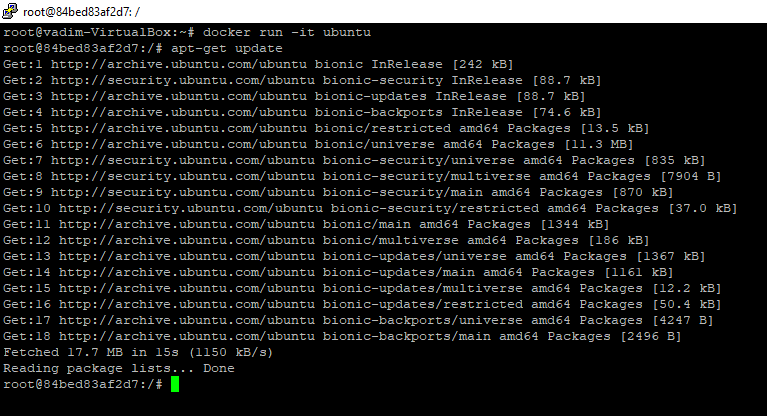 root@84bed83af2d7: /
root@vadim-VirtualBox:~# docker run -it ubuntu
root@84bed83af2d7:/# apt-get update
Get:1 http://archive.ubuntu.com/ubuntu bionic InRelease [242 kB]
Get:2 http://security.ubuntu.com/ubuntu bionic-security InRelease [88.7 kB]
Get:3 http://archive.ubuntu.com/ubuntu bionic-updates InRelease [88.7 kB]
Get:4 http://archive.ubuntu.com/ubuntu bionic-backports InRelease [74.6 kB]
Get:5 http://archive.ubuntu.com/ubuntu bionic/restricted amd64 Packages [13.5 kB]
Get:6 http://archive.ubuntu.com/ubuntu bionic/universe amd64 Packages [11.3 MB]
Get:7 http://security.ubuntu.com/ubuntu bionic-security/universe amd64 Packages [835 kB]
Get:8 http://security.ubuntu.com/ubuntu bionic-security/multiverse amd64 Packages [7904 B]
Get:9 http://security.ubuntu.com/ubuntu bionic-security/main amd64 Packages [870 kB]
Get:10 http://security.ubuntu.com/ubuntu bionic-security/restricted amd64 Packages [37.0 kB]
Get:11 http://archive.ubuntu.com/ubuntu bionic/main amd64 Packages [1344 kB]
Get:12 http://archive.ubuntu.com/ubuntu bionic/multiverse amd64 Packages [186 kB]
Get:13 http://archive.ubuntu.com/ubuntu bionic-updates/universe amd64 Packages [1367 kB]
Get:14 http://archive.ubuntu.com/ubuntu bionic-updates/main amd64 Packages [1161 kB]
Get:15 http://archive.ubuntu.com/ubuntu bionic-updates/multiverse amd64 Packages [12.2 kB]
Get:16 http://archive.ubuntu.com/ubuntu bionic-updates/restricted amd64 Packages [50.4 kB]
Get:17 http://archive.ubuntu.com/ubuntu bionic-backports/universe amd64 Packages [4247 B]
Get:18 http://archive.ubuntu.com/ubuntu bionic-backports/main amd64 Packages [2496 B]
Fetched 17.7 MB in 15s (1150 kB/s)
Reading package lists... Done
root@84bed83af2d7:/#